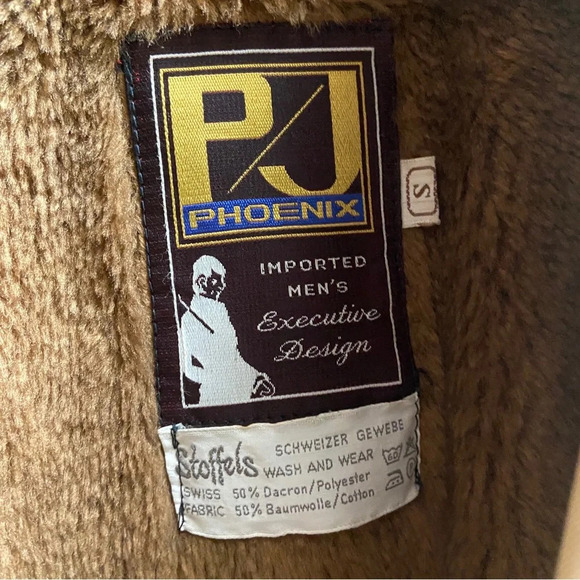 P/J
PHOENIX
S
IMPORTED
MEN'S
Executive
Design
Stoffels
SCHWEIZER GEWEBE
WASH AND WEAR 60
SWISS 50% Dacron/Polyester
FABRIC 50% Baumwolle/Cotton